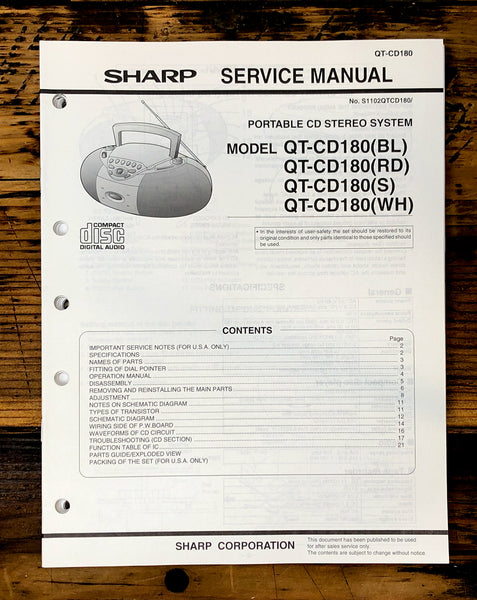 QT-CD180
SHARP SERVICE MANUAL
No. S1102QTCD180/
PORTABLE CD STEREO SYSTEM
MODEL QT-CD180(BL)
QT-CD180(RD)
QT-CD180(S)
QT-CD180(WH)
COMPACT
disc
DIGITAL AUDIO
• In the interests of user-safety the set should be restored to its
original condition and only parts identical to those specified should
be used.
CONTENTS
Page
IMPORTANT SERVICE NOTES (FOR U.S.A. ONLY) 2
SPECIFICATIONS 2
NAMES OF PARTS 3
FITTING OF DIAL POINTER 3
OPERATION MANUAL 4
DISASSEMBLY 5
REMOVING AND REINSTALLING THE MAIN PARTS 6
ADJUSTMENT 8
NOTES ON SCHEMATIC DIAGRAM 11
TYPES OF TRANSISTOR 11
SCHEMATIC DIAGRAM 12
WIRING SIDE OF P.W.BOARD 14
WAVEFORMS OF CD CIRCUIT 16
TROUBLESHOOTING (CD SECTION) 17
FUNCTION TABLE OF IC 21
PARTS GUIDE/EXPLODED VIEW
PACKING OF THE SET (FOR U.S.A. ONLY)
SHARP CORPORATION
This document has been published to be used
for after sales service only.
The contents are subject to change without notice.